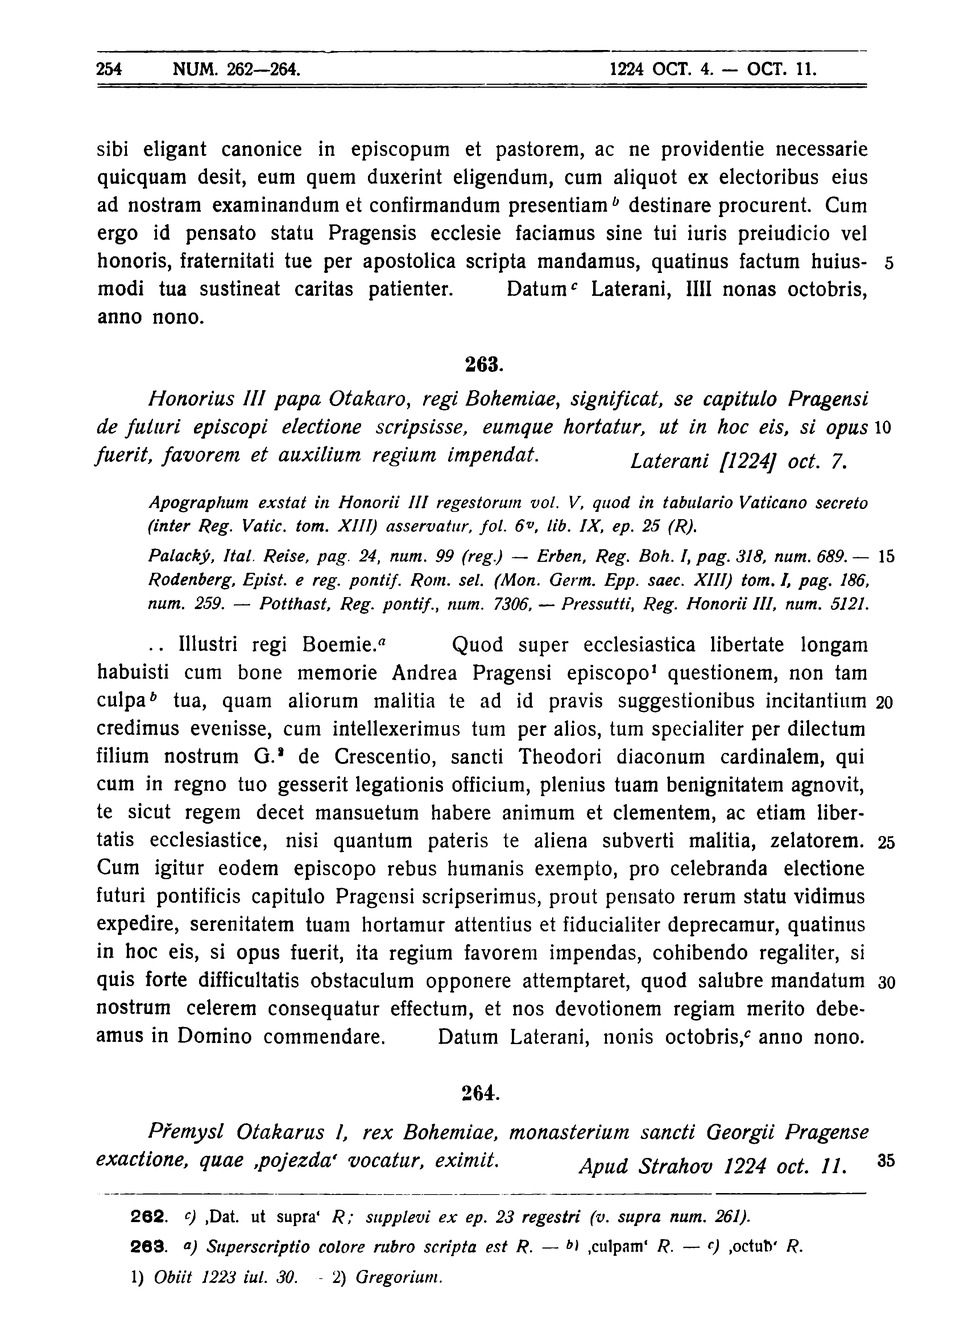 254 NUM. 262—264. 1224 OCT. 4. — OCT. 11.
sibi eligant canonice in episcopum et pastorem, ac ne providentie necessarie
quicquam desit, eum quem duxerint eligendum, cum aliquot ex electoribus eius
ad nostram examinandum et confirmandum presentiam b destinare procurent. Cum
ergo id pensato statu Pragensis ecclesie faciamus sine tui iuris preiudicio vel
honoris, fraternitati tue per apostolica scripta mandamus, quatinus factum huius- 5
modi tua sustineat caritas patienter. Datum c Laterani, IIII nonas octobris,
anno nono.
263.
Honorius III papa Otakaro, regi Bohemiae, significat, se capitulo Pragensi
de futuri episcopi electione scripsisse, eumque hortatur, ut in hoc eis, si opus 10
fuerit, favorem et auxilium regium impendat. Laterani [1224] oct. 7.
Apographum exstat in Honorii III regestorum vol. V, quod in tabulario Vaticano secreto
(inter Reg. Vatic. tom. XIII) asservatur, fol. 6v, lib. IX, ep. 25 (R).
Palacký, Ital. Reise, pag. 24, num. 99 (reg.) — Erben, Reg. Boh. I, pag. 318, num. 689. — 15
Rodenberg, Epist. e reg. pontif. Rom. sel. (Mon. Germ. Epp. saec. XIII) tom. I, pag. 186,
num. 259. — Potthast, Reg. pontif., num. 7306, — Pressutti, Reg. Honorii III, num. 5121.
.. Illustri regi Boemie.a Quod super ecclesiastica libertate longam
habuisti cum bone memorie Andrea Pragensi episcopo1 questionem, non tam
culpa b tua, quam aliorum malitia te ad id pravis suggestionibus incitantium 20
credimus evenisse, cum intellexerimus tum per alios, tum specialiter per dilectum
filium nostrum G.2 de Crescentio, sancti Theodori diaconum cardinalem, qui
cum in regno tuo gesserit legationis officium, plenius tuam benignitatem agnovit,
te sicut regem decet mansuetum habere animum et clementem, ac etiam liber-
tatis ecclesiastice, nisi quantum pateris te aliena subverti malitia, zelatorem. 25
Cum igitur eodem episcopo rebus humanis exempto, pro celebranda electione
futuri pontificis capitulo Pragensi scripserimus, prout pensato rerum statu vidimus
expedire, serenitatem tuam hortamur attentius et fiducialiter deprecamur, quatinus
in hoc eis, si opus fuerit, ita regium favorem impendas, cohibendo regaliter, si
quis forte difficultatis obstaculum opponere attemptaret, quod salubre mandatum 30
nostrum celerem consequatur effectum, et nos devotionem regiam merito debe-
amus in Domino commendare. Datum Laterani, nonis octobris,c anno nono.
264.
Přemysl Otakarus I, rex Bohemiae, monasterium sancti Georgii Pragense
exactione, quae ‚pojezda‘ vocatur, eximit. Apud Strahov 1224 oct. 11. 35
262. c) ‚Dat. ut supra‘ R; supplevi ex ep. 23 regestri (v. supra num. 261).
263. a) Superscriptio colore rubro scripta est R. — b) ‚culpam‘ R. — c) ‚octub̄‘ R.
1) Obiit 1223 iul. 30. - 2) Gregorium.